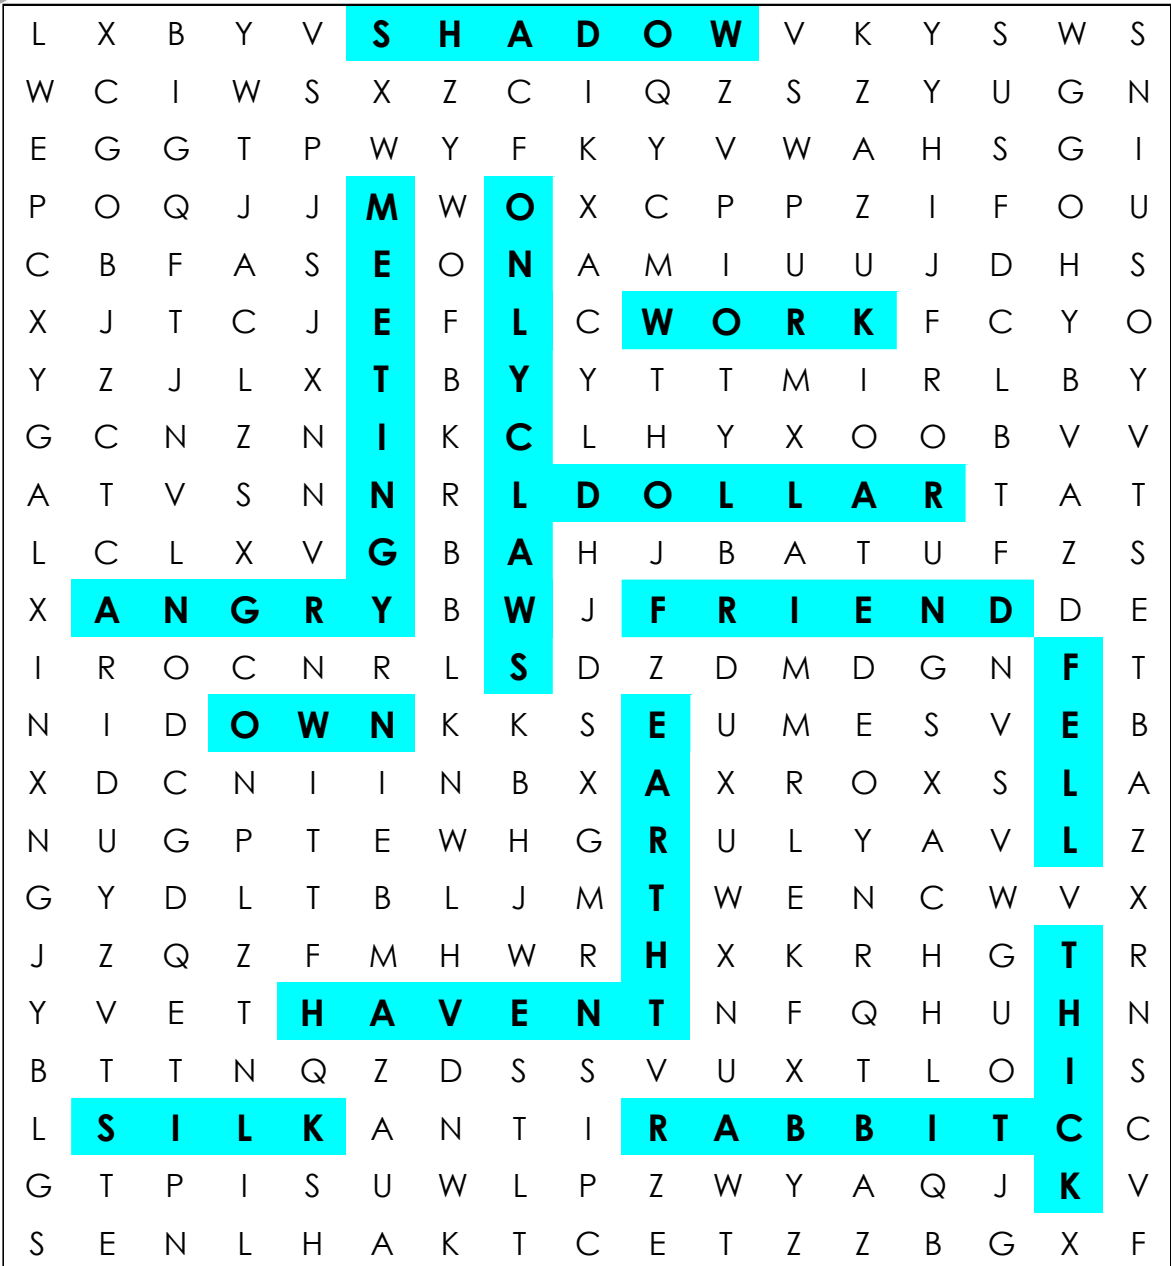 L X B Y V S H A D O W V K Y S W S
W C I W S X Z C I Q Z S Z Y U G N
E G G T P W Y F K Y V W A H S G I
P O Q J J M W O X C P P Z I F O U
C B F A S E O N A M I U U J D H S
X J T C J E F L C W O R K F C Y O
Y Z J L X T B Y Y T T M I R L B Y
G C N Z N I K C L H Y X O O B V V
A T V S N N R L D O L L A R T A T
L C L X V G B A H J B A T U F Z S
X A N G R Y B W J F R I E N D D E
I R O C N R L S D Z D M D G N F T
N I D O W N K K S E U M E S V E B
X D C N I I N B X A X R O X S L A
N U G P T E W H G R U L Y A V L Z
G Y D L T B L J M T W E N C W V X
J Z Q Z F M H W R H X K R H G T R
Y V E T H A V E N T N F Q H U H N
B T T N Q Z D S S V U X T L O I S
L S I L K A N T I R A B B I T C C
G T P I S U W L P Z W Y A Q J K V
S E N L H A K T C E T Z Z B G X F